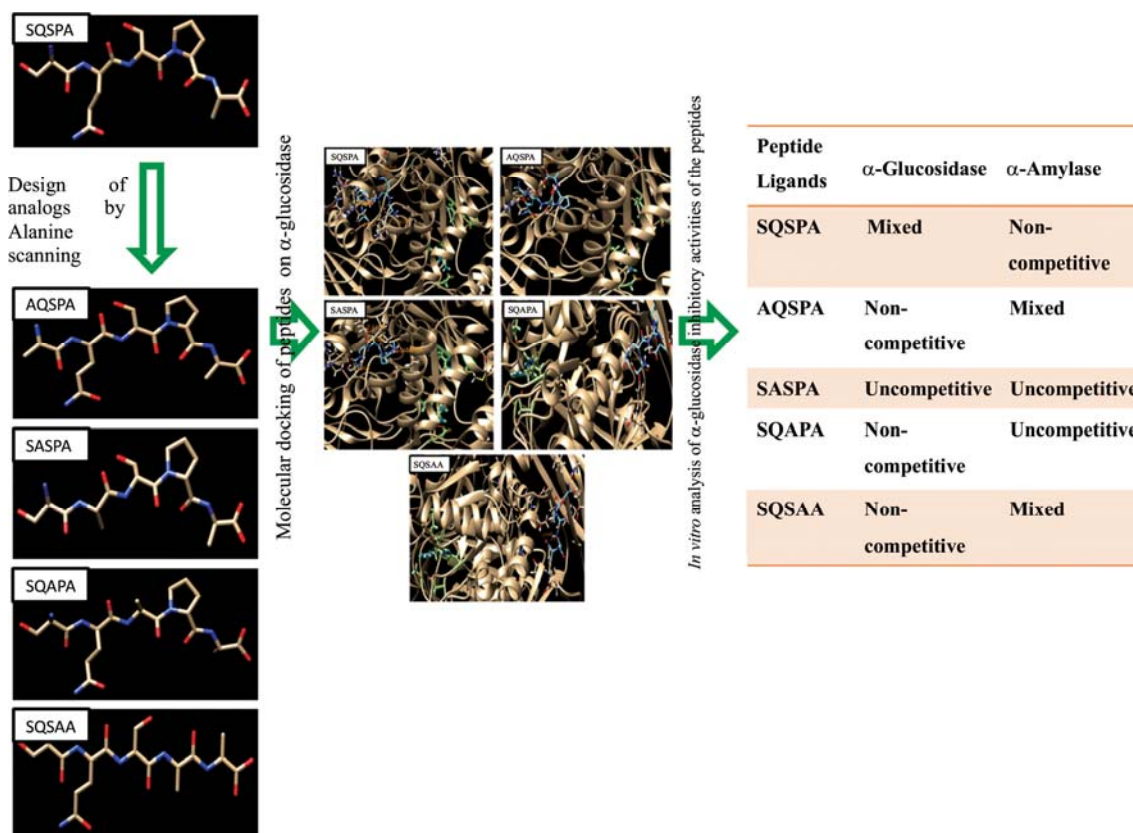 SQSPA
Design of
analogs by
Alanine
scanning
AQSPA
SASPA
SQAPA
SQSAA
Molecular docking of peptides on α-glucosidase
SQSPA
AQSPA
SASPA
SQAPA
SQSAA
In vitro analysis of α-glucosidase inhibitory activities of the peptides
Peptide
Ligands α-Glucosidase α-Amylase
SQSPA Mixed Non-
competitive
AQSPA Non- Mixed
competitive
SASPA Uncompetitive Uncompetitive
SQAPA Non- Uncompetitive
competitive
SQSAA Non- Mixed
competitive